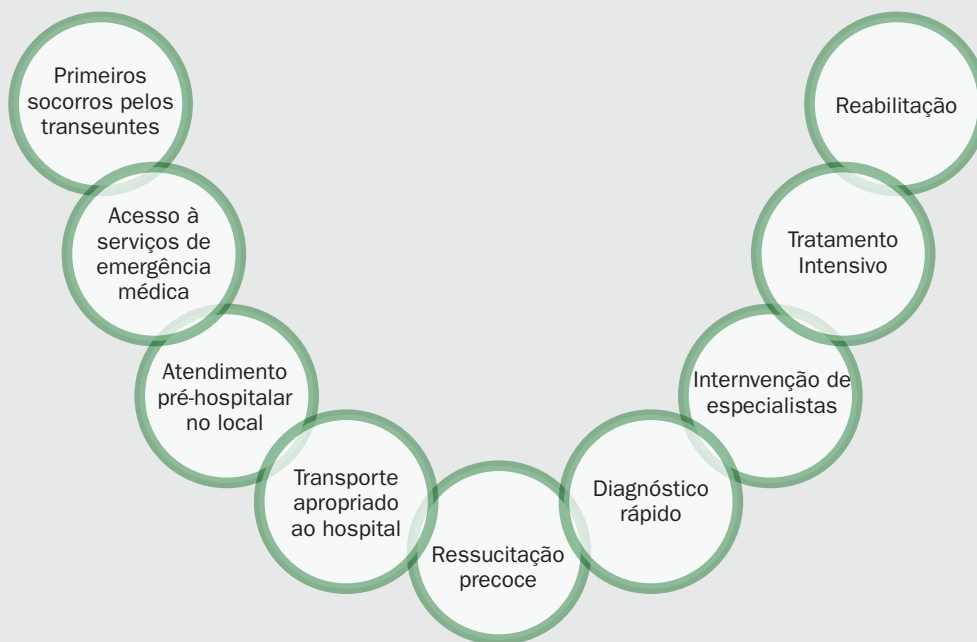 Primeiros
socorros pelos
transeuntes
Acesso à
serviços de
emergência
médica
Atendimento
pré-hospitalar
no local
Transporte
apropriado
ao hospital
Ressucitação
precoce
Diagnóstico
rápido
Internvenção de
especialistas
Tratamento
Intensivo
Reabilitação